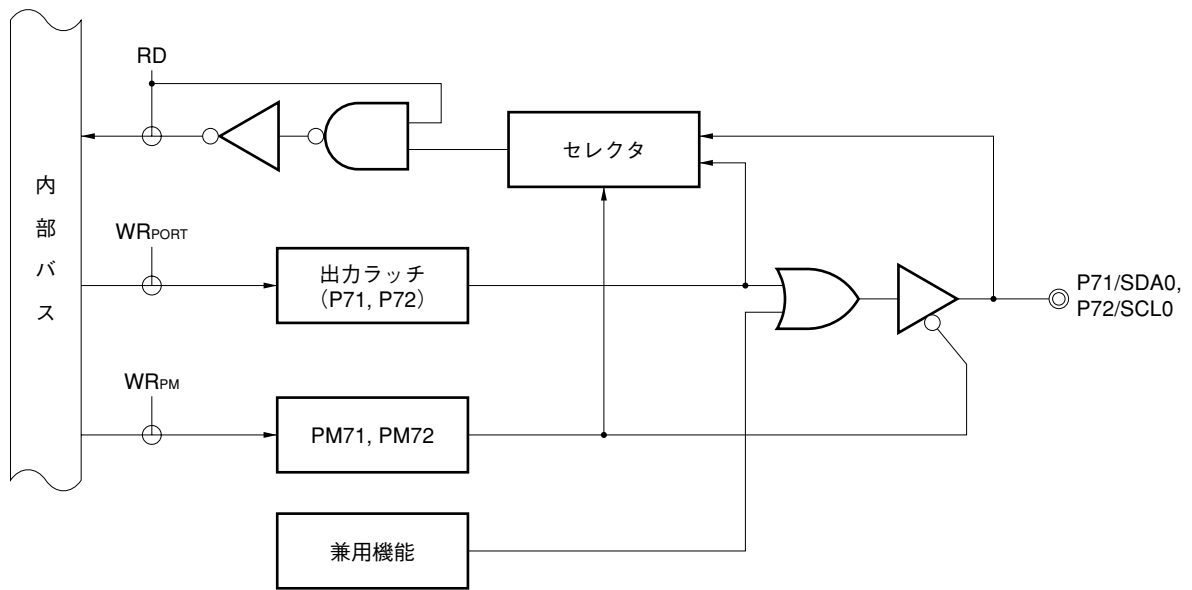 RD
セレクタ
内部バス
WRPORT
出力ラッチ
(P71, P72)
P71/SDA0,
P72/SCL0
WRPM
PM71, PM72
兼用機能